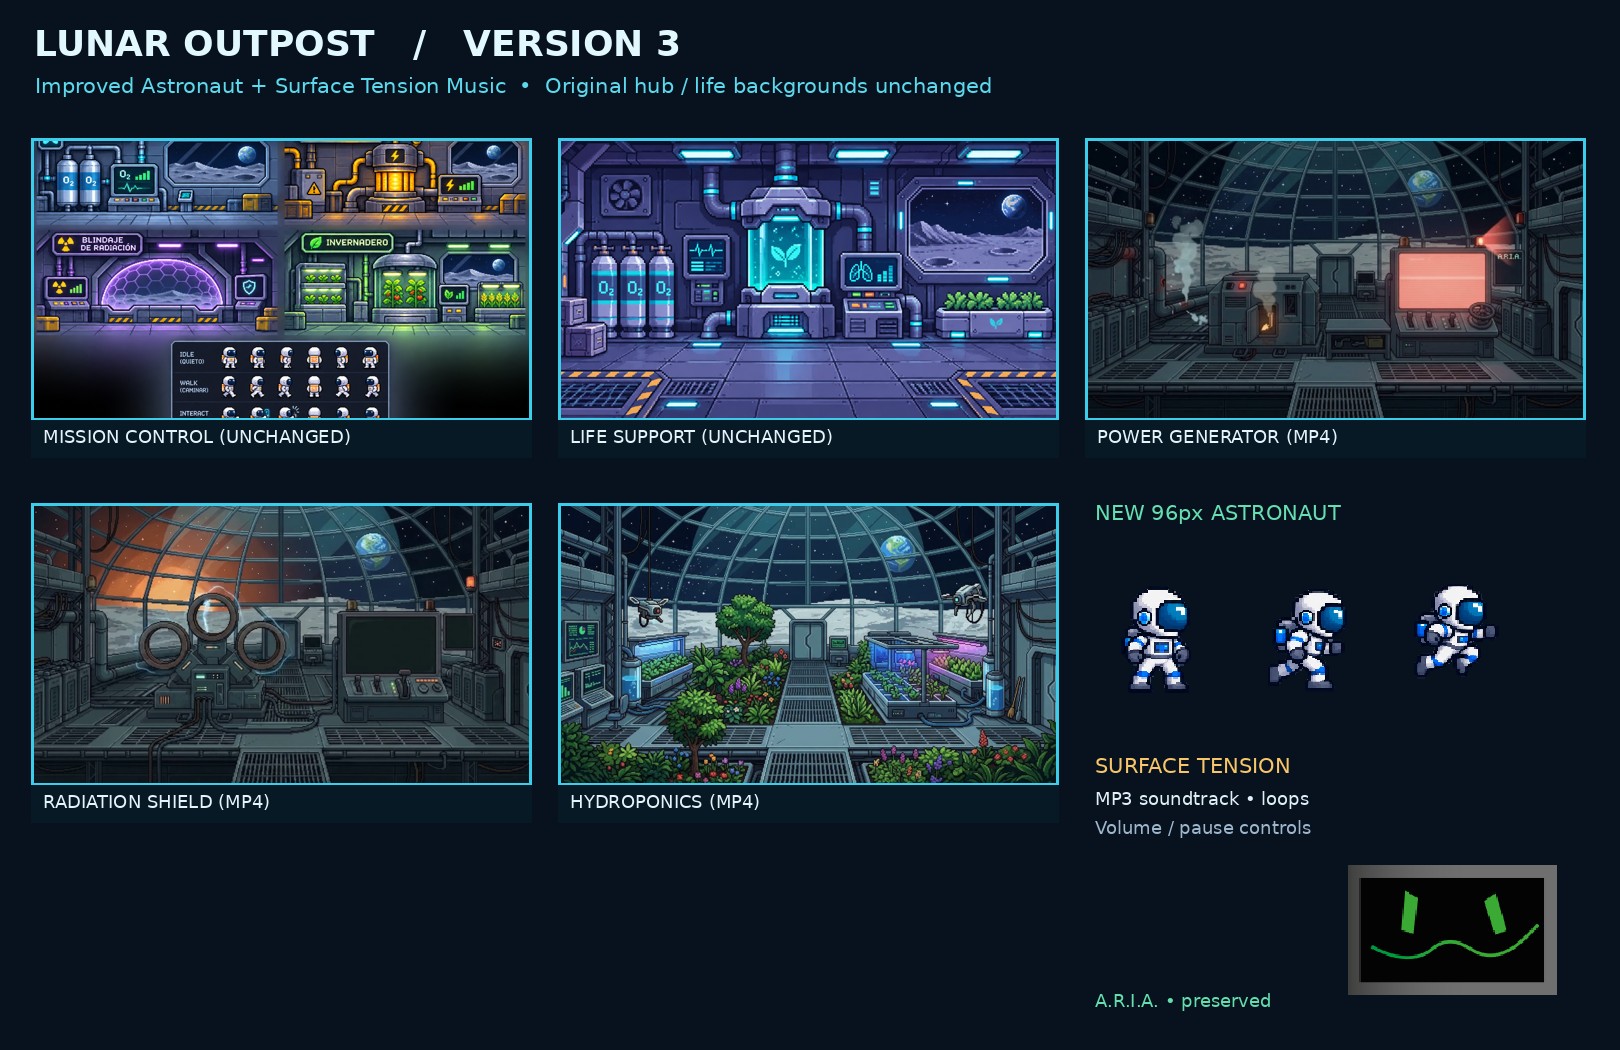 LUNAR OUTPOST / VERSION 3
Improved Astronaut + Surface Tension Music • Original hub / life backgrounds unchanged
O₂ O₂
O₂
BLINDAJE
DE RADIACIÓN
INVERNADERO
IDLE
(QUIETO)
WALK
(CAMINAR)
INTERACT
MISSION CONTROL (UNCHANGED)
O₂ O₂ O₂
LIFE SUPPORT (UNCHANGED)
A.R.I.A.
POWER GENERATOR (MP4)
RADIATION SHIELD (MP4)
HYDROPONICS (MP4)
NEW 96px ASTRONAUT
SURFACE TENSION
MP3 soundtrack • loops
Volume / pause controls
A.R.I.A. • preserved